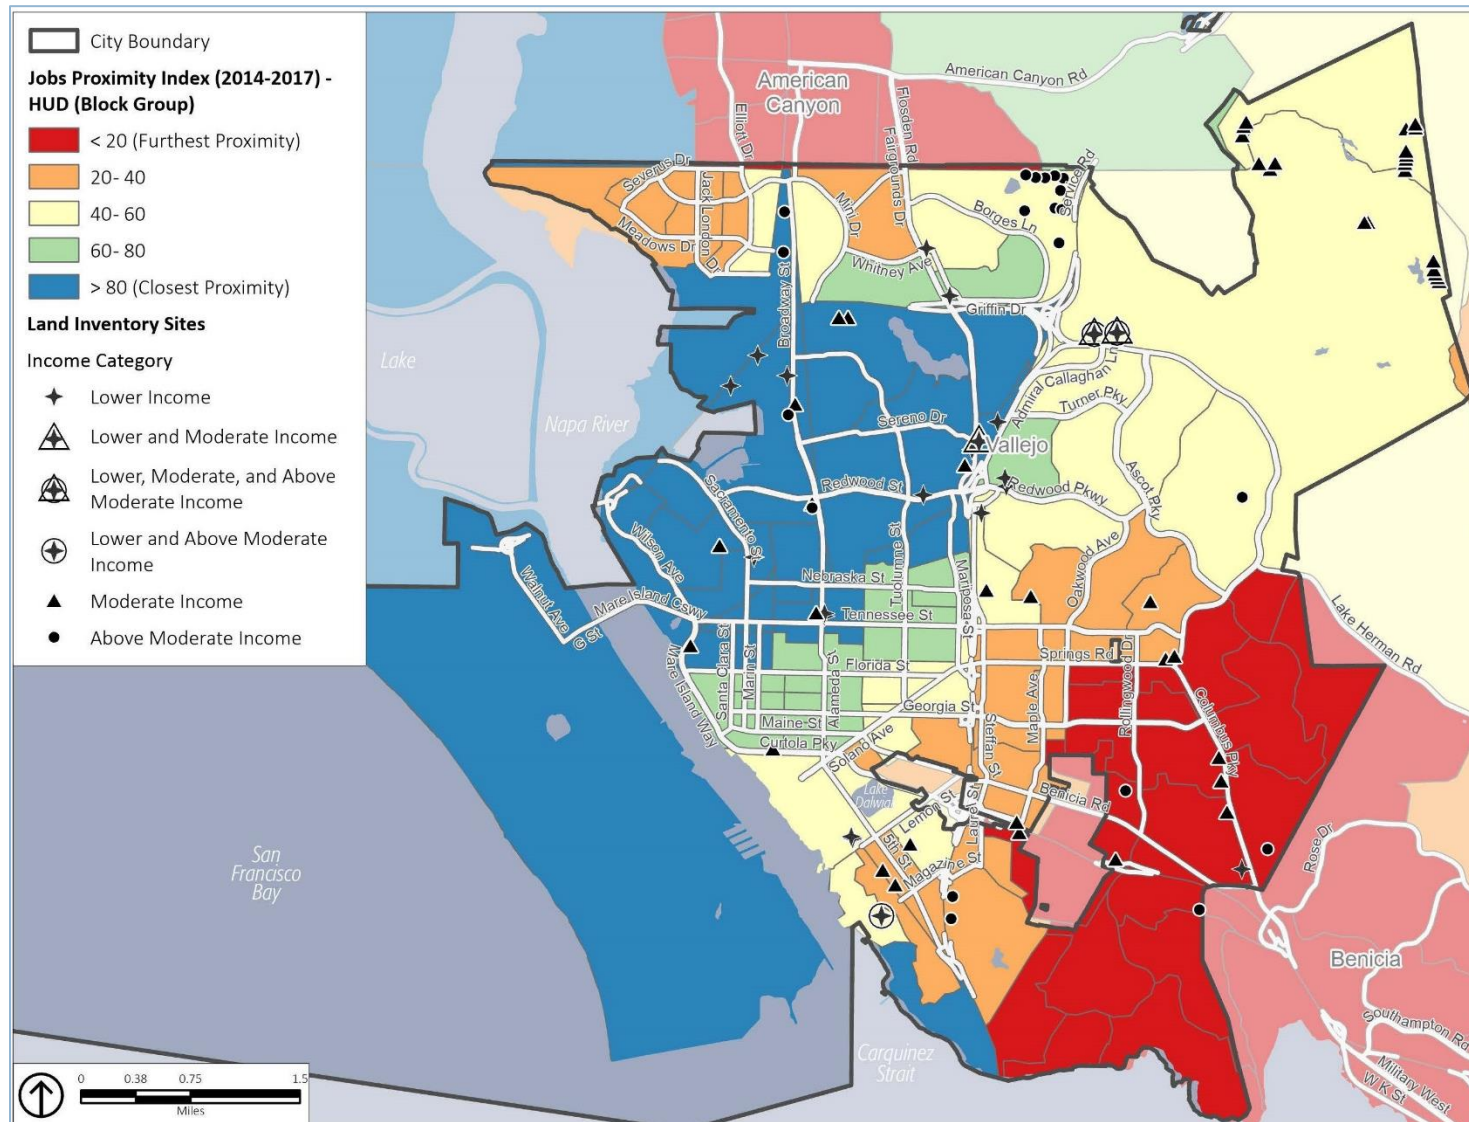 City Boundary
Jobs Proximity Index (2014-2017) -
HUD (Block Group)
< 20 (Furthest Proximity)
20- 40
40- 60
60- 80
> 80 (Closest Proximity)
Land Inventory Sites
Income Category
Lower Income
Lower and Moderate Income
Lower, Moderate, and Above
Moderate Income
Lower and Above Moderate
Income
Moderate Income
Above Moderate Income
American
Canyon
American Canyon Rd
Elliott Dr
Flosden Rd
Fairgrounds Dr
Service Rd
Severus Dr
Jack London Dr
Meadows Dr
Mini Dr
Borges Ln
Whitney Ave
Broadway St
Griffin Dr
Lake
Napa River
Admiral Callaghan Ln
Turner Pky
Sereno Dr
Vallejo
Ascot Pky
Redwood St
Redwood Pkwy
Sacramento St
Wilson Ave
Oakwood Ave
Nebraska St
Tuolumne St
Mariposa St
Walnut Ave
G St
Mare Island Cswy
Tennessee St
Lake Herman Rd
Springs Rd
Rollingwood Dr
Santa Clara St
Marin St
Florida St
Alameda St
Mare Island Way
Georgia St
Maple Ave
Columbus Pky
Maine St
Steffan St
Curtola Pky
Solano Ave
Lake
Dalwigk
Lemon St
Laurel St
Benicia Rd
5th St
Magazine St
Rose Dr
San
Francisco
Bay
Benicia
Southampton Rd
Military West
W K St
Carquinez
Strait
0 0.38 0.75 1.5
Miles